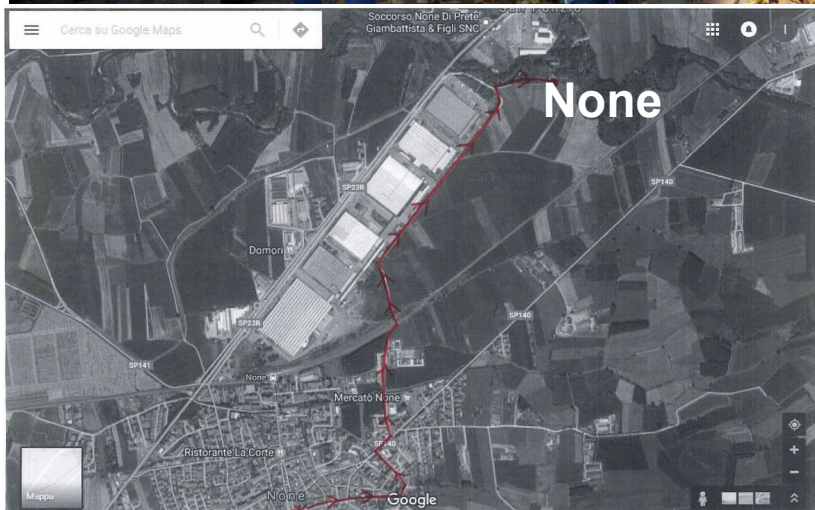 Cerca su Google Maps
Soccorso None Di Prete
Giambattista & Figli SNC
None
SP23R
SP140
Domori
SP140
SP23R
SP141
None
Mercato None
SP140
Ristorante La Corte
None
Google
Mappa